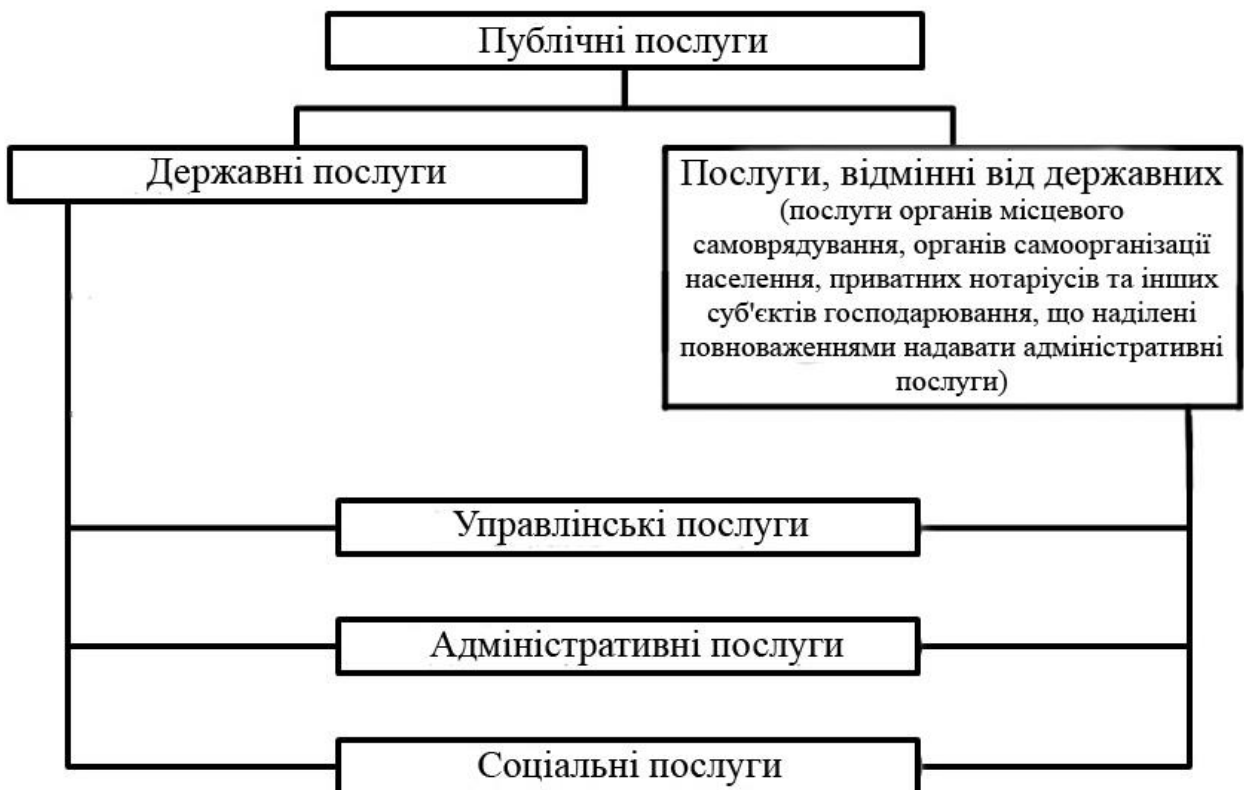 Публічні послуги
Державні послуги
Послуги, відмінні від державних
(послуги органів місцевого
самоврядування, органів самоорганізації
населення, приватних нотаріусів та інших
суб'єктів господарювання, що наділені
повноваженнями надавати адміністративні
послуги)
Управлінські послуги
Адміністративні послуги
Соціальні послуги